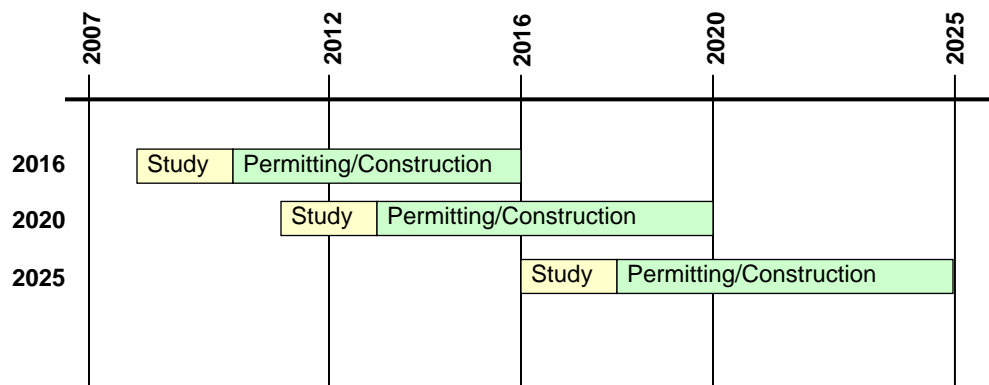 2007 2012 2016 2020 2025
2016 Study Permitting/Construction
2020 Study Permitting/Construction
2025 Study Permitting/Construction